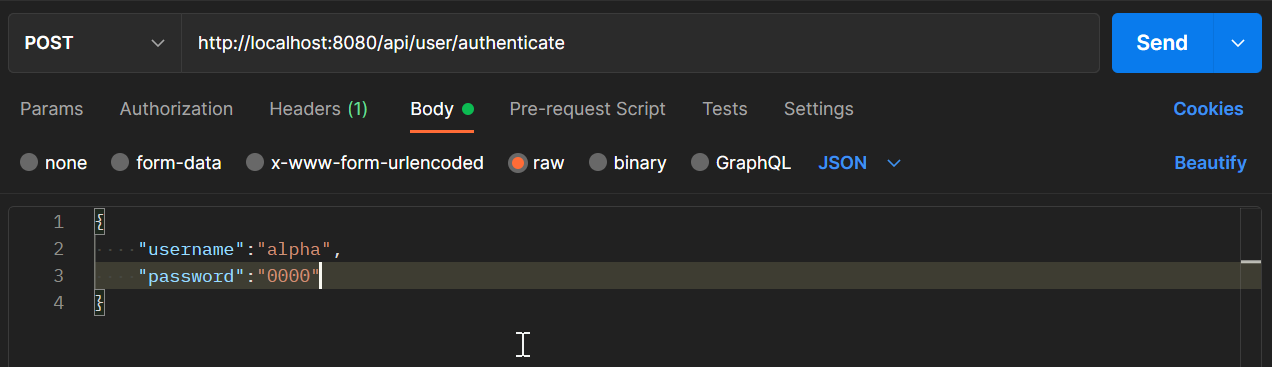 POST http://localhost:8080/api/user/authenticate Send
Params Authorization Headers (1) Body Pre-request Script Tests Settings Cookies
none form-data x-www-form-urlencoded raw binary GraphQL JSON Beautify
1 {
2 "username":"alpha",
3 "password":"0000"
4 }